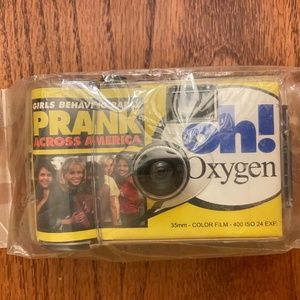 GIRLS BEHAVING BADLY
PRANK
ACROSS AMERICA
oh!
Oxygen
35mm - COLOR FILM - 400 ISO 24 EXP.